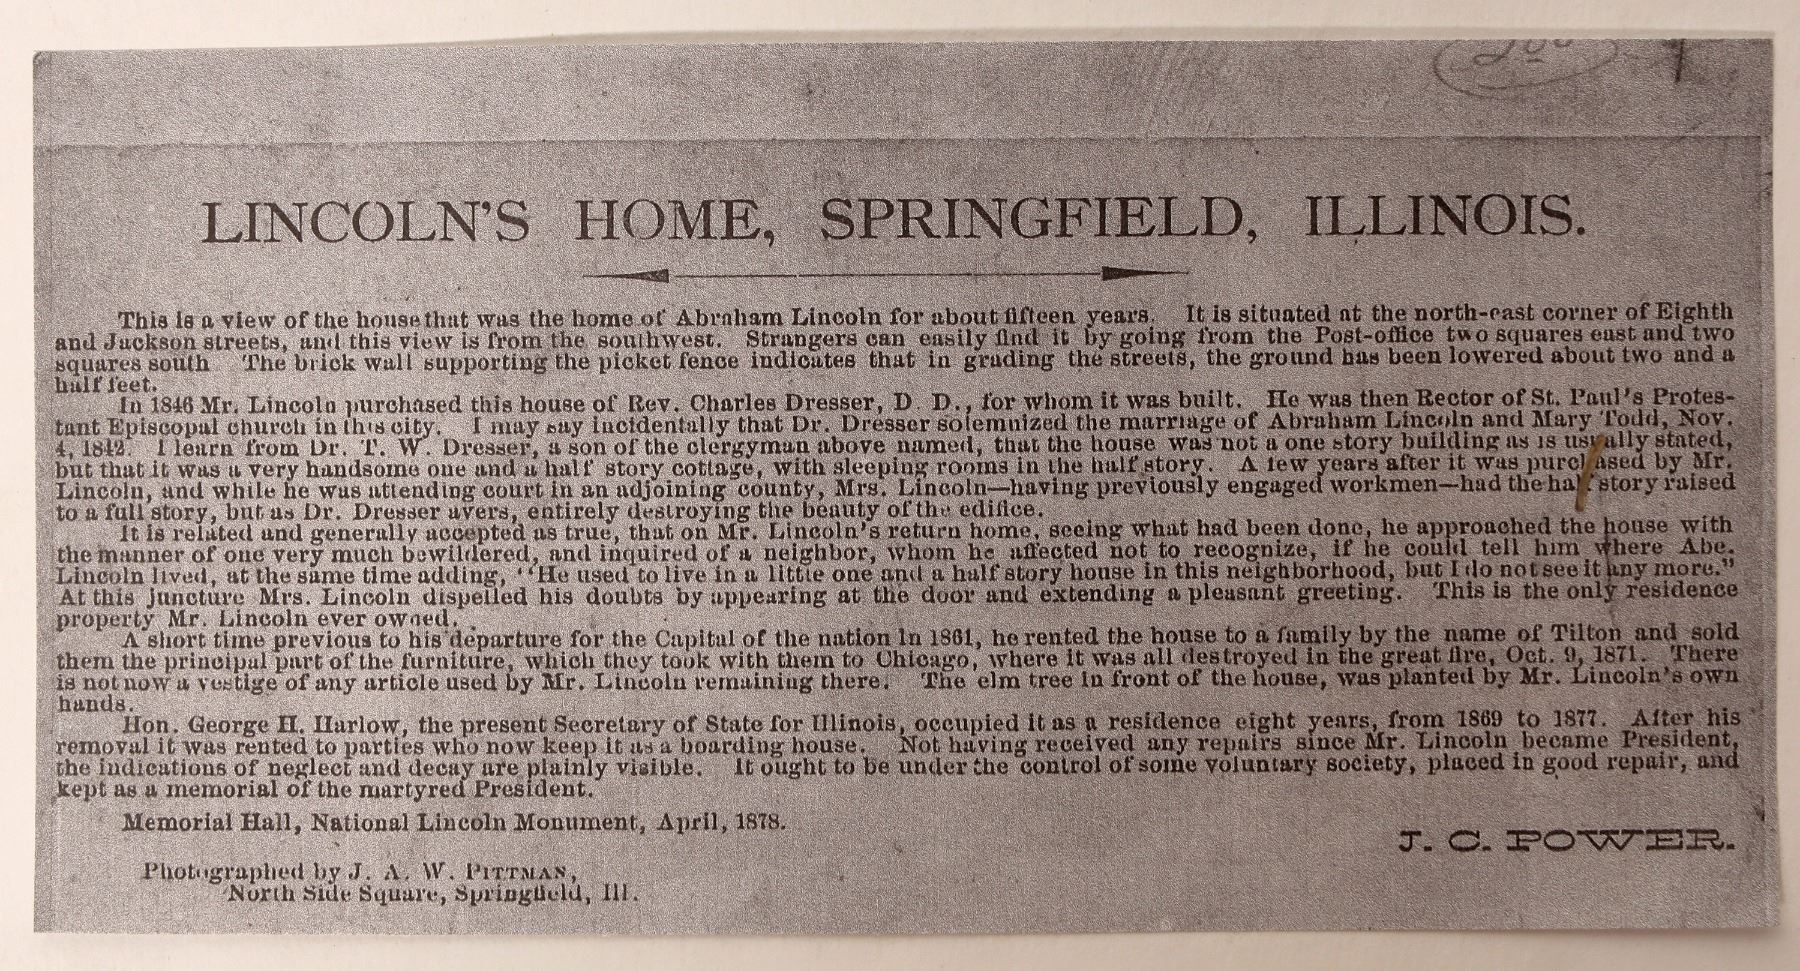 LINCOLN'S HOME, SPRINGFIELD, ILLINOIS.
This is a view of the house that was the home of Abraham Lincoln for about fifteen years. It is situated at the north-east corner of Eighth
and Jackson streets, and this view is from the southwest. Strangers can easily find it by going from the Post-office two squares east and two
squares south The brick wall supporting the picket fence indicates that in grading the streets, the ground has been lowered about two and a
half feet.
In 1846 Mr. Lincoln purchased this house of Rev. Charles Dresser, D. D., for whom it was built. He was then Rector of St. Paul's Protes-
tant Episcopal church in this city. I may say incidentally that Dr. Dresser solemnized the marriage of Abraham Lincoln and Mary Todd, Nov.
4, 1842. I learn from Dr. T. W. Dresser, a son of the clergyman above named, that the house was not a one story building as is usually stated,
but that it was a very handsome one and a half story cottage, with sleeping rooms in the half story. A few years after it was purchased by Mr.
Lincoln, and while he was attending court in an adjoining county, Mrs. Lincoln—having previously engaged workmen—had the half story raised
to a full story, but as Dr. Dresser avers, entirely destroying the beauty of the edifice.
It is related and generally accepted as true, that on Mr. Lincoln's return home, seeing what had been done, he approached the house with
the manner of one very much bewildered, and inquired of a neighbor, whom he affected not to recognize, if he could tell him where Abe.
Lincoln lived, at the same time adding, "He used to live in a little one and a half story house in this neighborhood, but I do not see it any more."
At this juncture Mrs. Lincoln dispelled his doubts by appearing at the door and extending a pleasant greeting. This is the only residence
property Mr. Lincoln ever owned.
A short time previous to his departure for the Capital of the nation in 1861, he rented the house to a family by the name of Tilton and sold
them the principal part of the furniture, which they took with them to Chicago, where it was all destroyed in the great fire, Oct. 9, 1871. There
is not now a vestige of any article used by Mr. Lincoln remaining there. The elm tree in front of the house, was planted by Mr. Lincoln's own
hands.
Hon. George H. Harlow, the present Secretary of State for Illinois, occupied it as a residence eight years, from 1869 to 1877. After his
removal it was rented to parties who now keep it as a boarding house. Not having received any repairs since Mr. Lincoln became President,
the indications of neglect and decay are plainly visible. It ought to be under the control of some voluntary society, placed in good repair, and
kept as a memorial of the martyred President.
Memorial Hall, National Lincoln Monument, April, 1878.
J. C. POWER.
Photographed by J. A. W. PITTMAN,
North Side Square, Springfield, Ill.